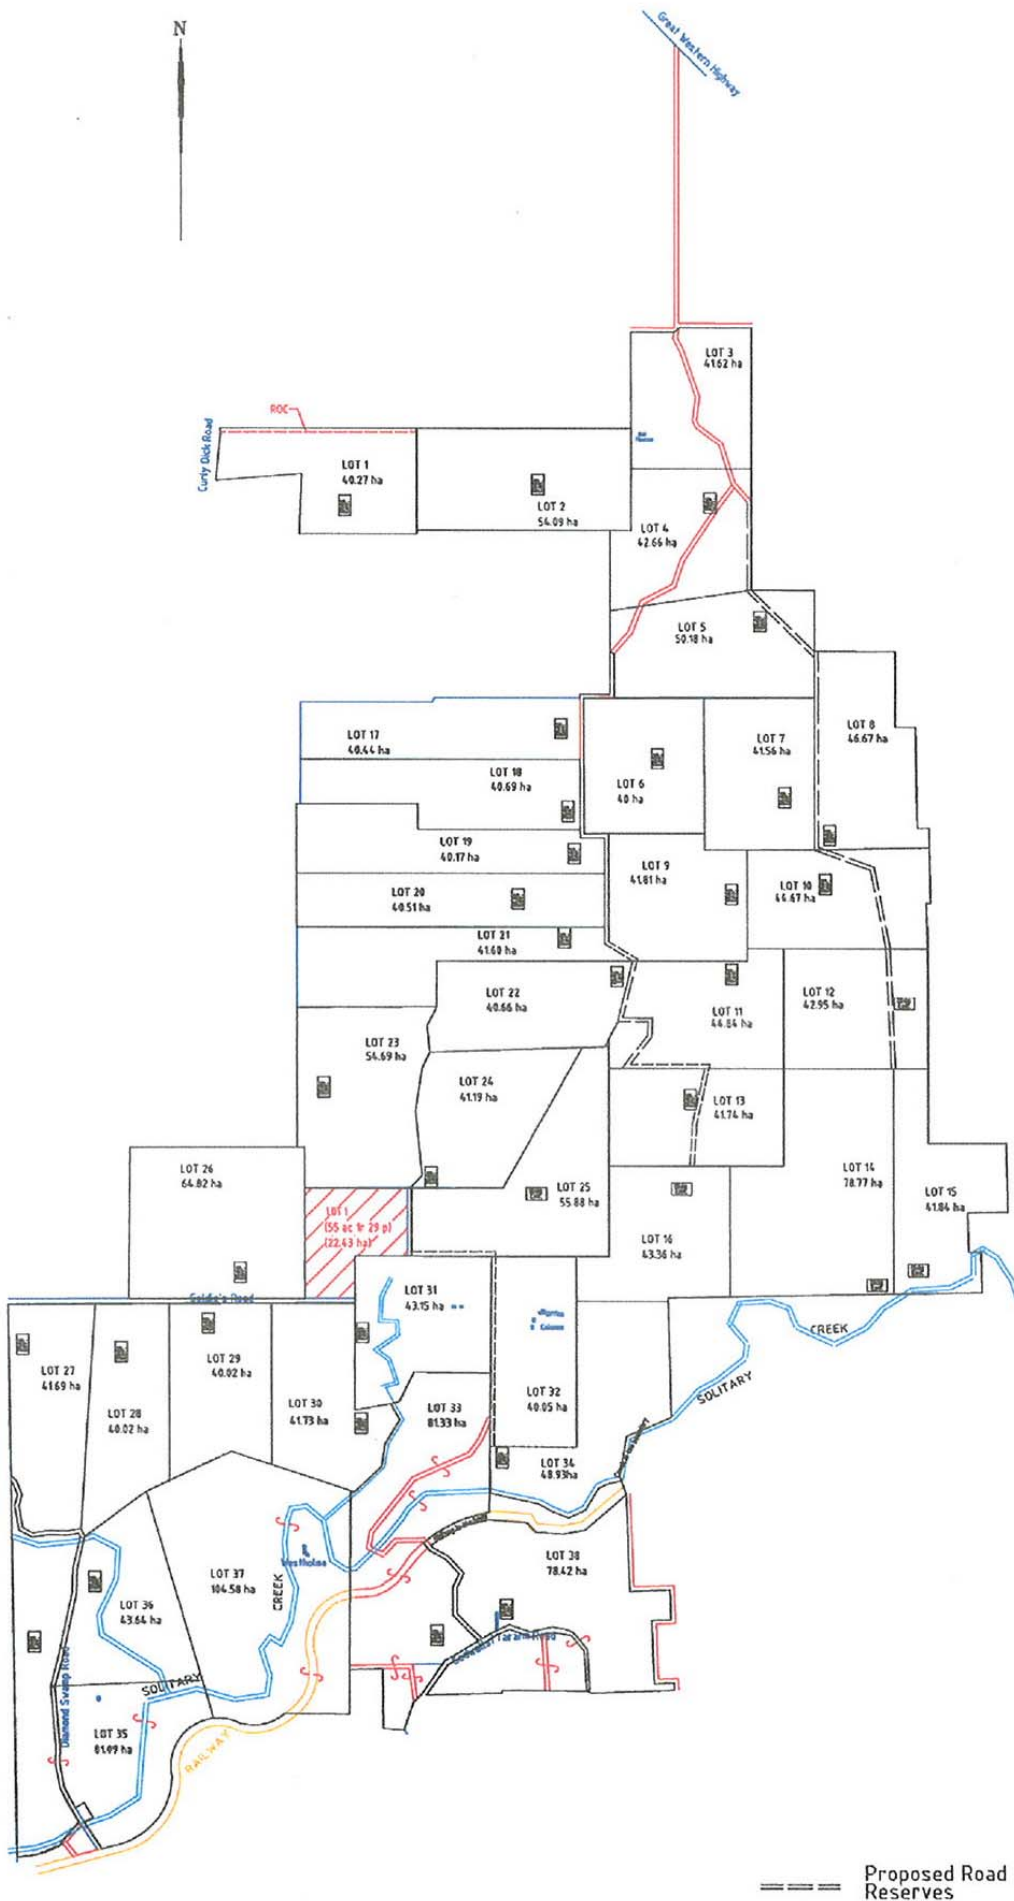 N
Great Western Highway
LOT 3
41.62 ha
ROC
Curly Dick Road
LOT 1
40.27 ha
LOT 2
54.09 ha
LOT 4
42.66 ha
LOT 5
50.18 ha
LOT 17
40.44 ha
LOT 18
40.69 ha
LOT 6
40 ha
LOT 7
41.56 ha
LOT 8
46.67 ha
LOT 19
40.17 ha
LOT 9
41.81 ha
LOT 10
44.67 ha
LOT 20
40.51 ha
LOT 21
41.60 ha
LOT 22
40.66 ha
LOT 11
44.84 ha
LOT 12
42.95 ha
LOT 23
54.69 ha
LOT 24
41.19 ha
LOT 13
41.74 ha
LOT 26
64.82 ha
LOT 25
55.88 ha
LOT 14
78.77 ha
LOT 15
41.84 ha
LOT 1
(55 ac 1r 29 p)
(22.43 ha)
LOT 16
43.36 ha
LOT 31
43.15 ha
Goldie's Road
CREEK
SOLITARY
LOT 27
41.69 ha
LOT 28
40.02 ha
LOT 29
40.02 ha
LOT 30
41.73 ha
LOT 33
81.33 ha
LOT 32
40.05 ha
LOT 34
48.93ha
LOT 37
104.58 ha
CREEK
LOT 38
78.42 ha
LOT 36
43.64 ha
Road
SOLITARY
Diamond Swamp Road
LOT 35
RAILWAY
Proposed Road
Reserves